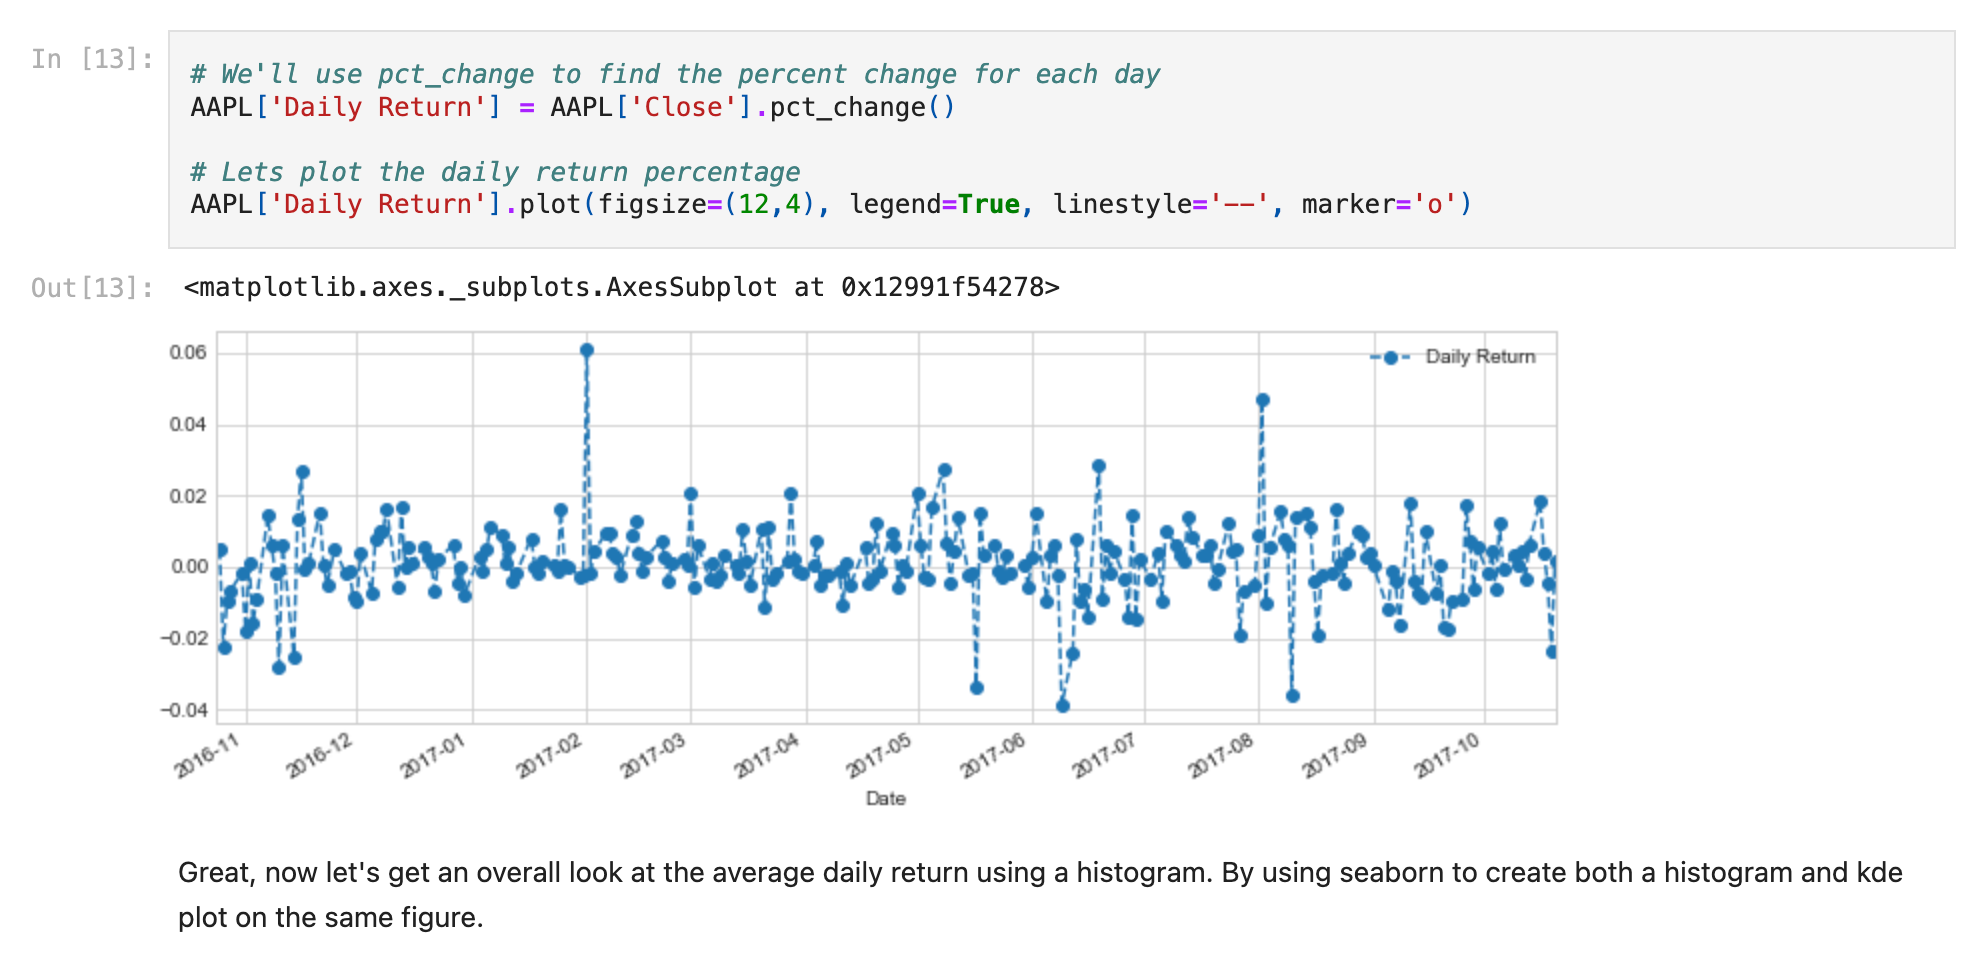 In [13]:
# We'll use pct_change to find the percent change for each day
AAPL['Daily Return'] = AAPL['Close'].pct_change()
# Lets plot the daily return percentage
AAPL['Daily Return'].plot(figsize=(12,4), legend=True, linestyle='--', marker='o')
Out[13]:
<matplotlib.axes._subplots.AxesSubplot at 0x12991f54278>
Daily Return
0.06
0.04
0.02
0.00
−0.02
−0.04
2016-11 2016-12 2017-01 2017-02 2017-03 2017-04 2017-05 2017-06 2017-07 2017-08 2017-09 2017-10
Date
Great, now let's get an overall look at the average daily return using a histogram. By using seaborn to create both a histogram and kde
plot on the same figure.